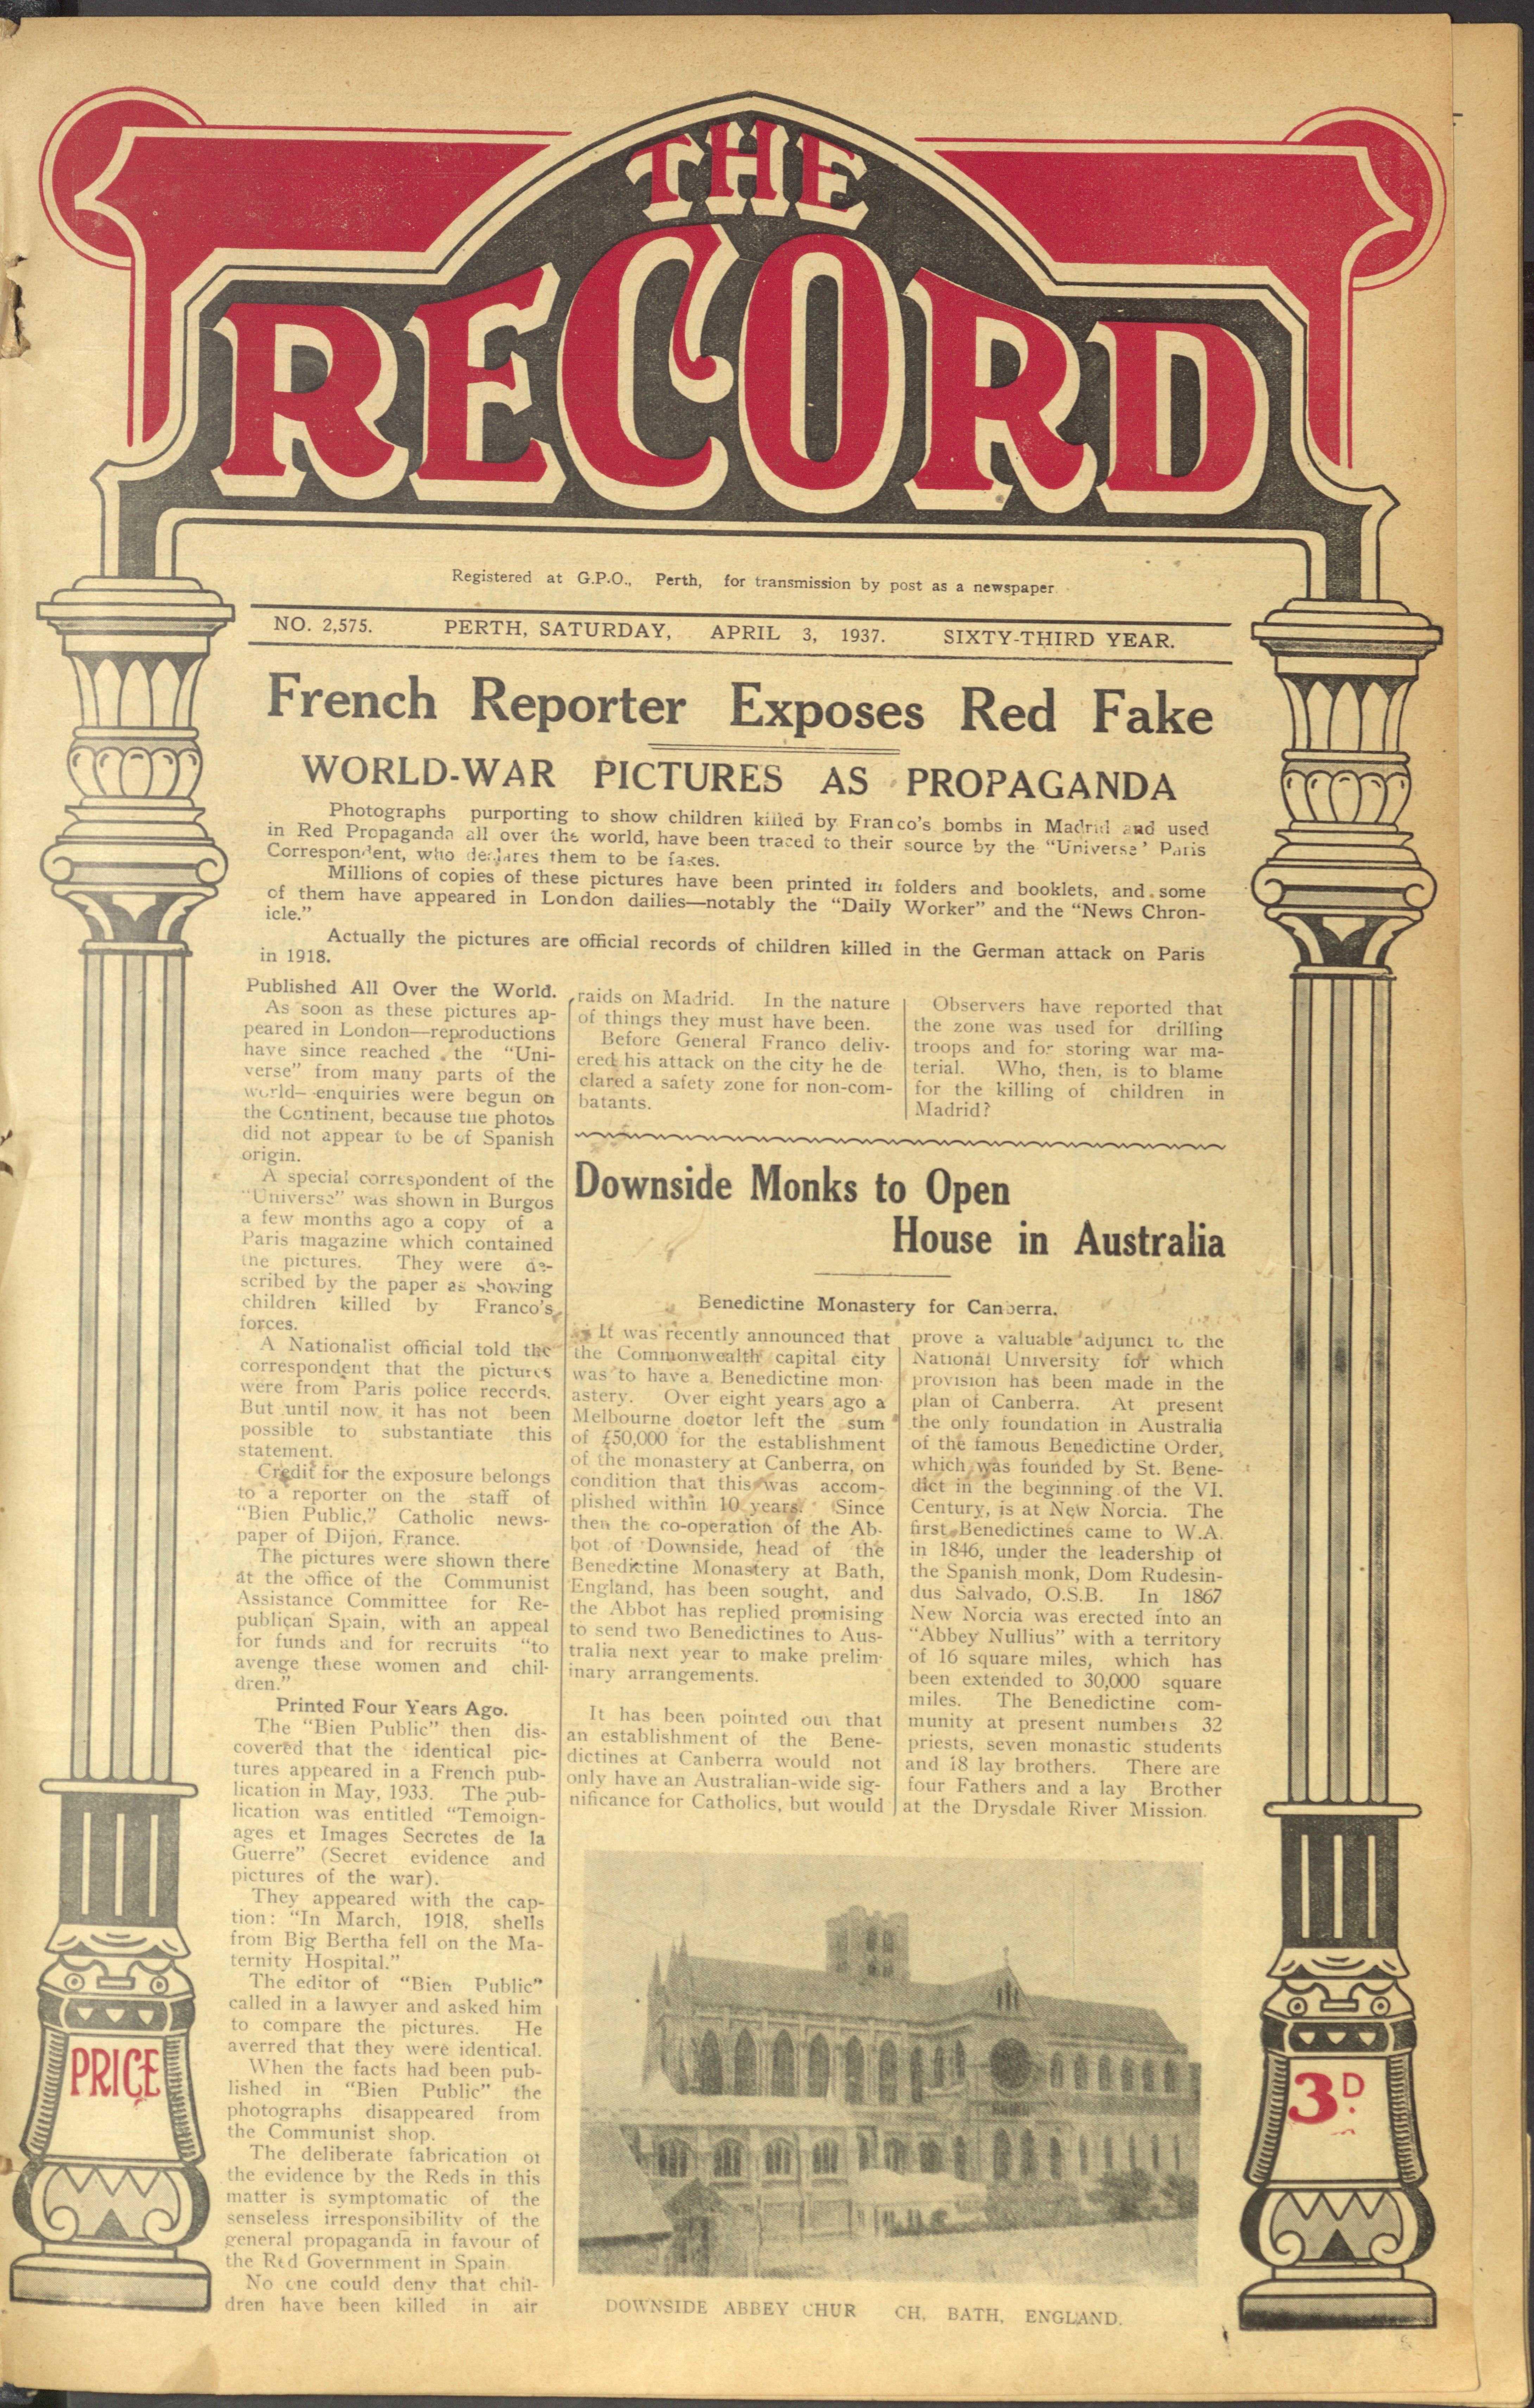 THE
RECORD
Registered at G.P.O., Perth, for transmission by post as a newspaper
NO. 2,575. PERTH, SATURDAY, APRIL 3, 1937. SIXTY-THIRD YEAR.
French Reporter Exposes Red Fake
WORLD-WAR PICTURES AS PROPAGANDA
Photographs purporting to show children killed by Franco's bombs in Madrid and used
in Red Propaganda all over the world, have been traced to their source by the "Universe' Paris
Correspondent, who declares them to be fakes.
Millions of copies of these pictures have been printed in folders and booklets, and some
of them have appeared in London dailies—notably the "Daily Worker" and the "News Chron-
icle."
Actually the pictures are official records of children killed in the German attack on Paris
in 1918.
Published All Over the World.
As soon as these pictures ap-
peared in London—reproductions
have since reached the "Uni-
verse" from many parts of the
world—enquiries were begun on
the Continent, because the photos
did not appear to be of Spanish
origin.
A special correspondent of the
"Universe" was shown in Burgos
a few months ago a copy of a
Paris magazine which contained
the pictures. They were de-
scribed by the paper as showing
children killed by Franco's
forces.
A Nationalist official told the
correspondent that the pictures
were from Paris police records.
But until now it has not been
possible to substantiate this
statement.
Credit for the exposure belongs
to a reporter on the staff of
"Bien Public," Catholic news-
paper of Dijon, France.
The pictures were shown there
at the office of the Communist
Assistance Committee for Re-
publican Spain, with an appeal
for funds and for recruits "to
avenge these women and chil-
dren."
Printed Four Years Ago.
The "Bien Public" then dis-
covered that the identical pic-
tures appeared in a French pub-
lication in May, 1933. The pub-
lication was entitled "Temoign-
ages et Images Secretes de la
Guerre" (Secret evidence and
pictures of the war).
They appeared with the cap-
tion: "In March, 1918, shells
from Big Bertha fell on the Ma-
ternity Hospital."
The editor of "Bien Public"
called in a lawyer and asked him
to compare the pictures. He
averred that they were identical.
When the facts had been pub-
lished in "Bien Public" the
photographs disappeared from
the Communist shop.
The deliberate fabrication of
the evidence by the Reds in this
matter is symptomatic of the
senseless irresponsibility of the
general propaganda in favour of
the Red Government in Spain.
No one could deny that chil-
dren have been killed in air
raids on Madrid. In the nature
of things they must have been.
Before General Franco deliv-
ered his attack on the city he de
clared a safety zone for non-com-
batants.
Observers have reported that
the zone was used for drilling
troops and for storing war ma-
terial. Who, then, is to blame
for the killing of children in
Madrid?
Downside Monks to Open
House in Australia
Benedictine Monastery for Canberra.
It was recently announced that
the Commonwealth capital city
was to have a Benedictine mon-
astery. Over eight years ago a
Melbourne doctor left the sum
of £50,000 for the establishment
of the monastery at Canberra, on
condition that this was accom-
plished within 10 years. Since
then the co-operation of the Ab-
bot of Downside, head of the
Benedictine Monastery at Bath,
England, has been sought, and
the Abbot has replied promising
to send two Benedictines to Aus-
tralia next year to make prelim-
inary arrangements.
It has been pointed out that
an establishment of the Bene-
dictines at Canberra would not
only have an Australian-wide sig-
nificance for Catholics, but would
prove a valuable adjunct to the
National University for which
provision has been made in the
plan of Canberra. At present
the only foundation in Australia
of the famous Benedictine Order,
which was founded by St. Bene-
dict in the beginning of the VI.
Century, is at New Norcia. The
first Benedictines came to W.A.
in 1846, under the leadership of
the Spanish monk, Dom Rudesin-
dus Salvado, O.S.B. In 1867
New Norcia was erected into an
"Abbey Nullius" with a territory
of 16 square miles, which has
been extended to 30,000 square
miles. The Benedictine com-
munity at present numbers 32
priests, seven monastic students
and 18 lay brothers. There are
four Fathers and a lay Brother
at the Drysdale River Mission.
DOWNSIDE ABBEY CHUR CH, BATH, ENGLAND.
PRICE
3D.